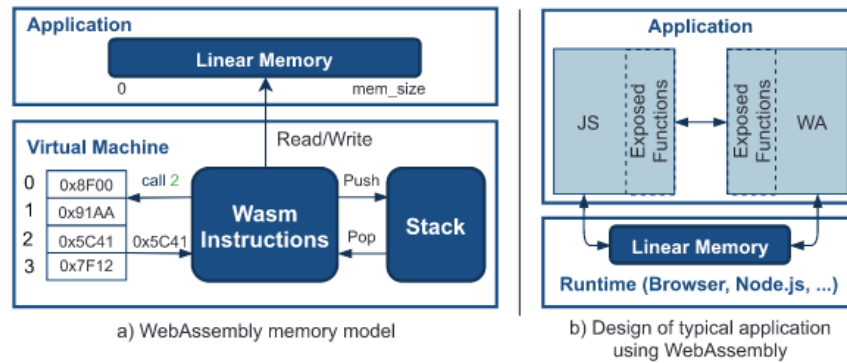 Application
Linear Memory
0 mem_size
Read/Write
Virtual Machine
0 0x8F00 call 2 Push
1 0x91AA Wasm Instructions Stack
2 0x5C41 0x5C41 Pop
3 0x7F12
a) WebAssembly memory model
Application
JS
Exposed
Functions
Exposed
Functions
WA
Linear Memory
Runtime (Browser, Node.js, ...)
b) Design of typical application
using WebAssembly